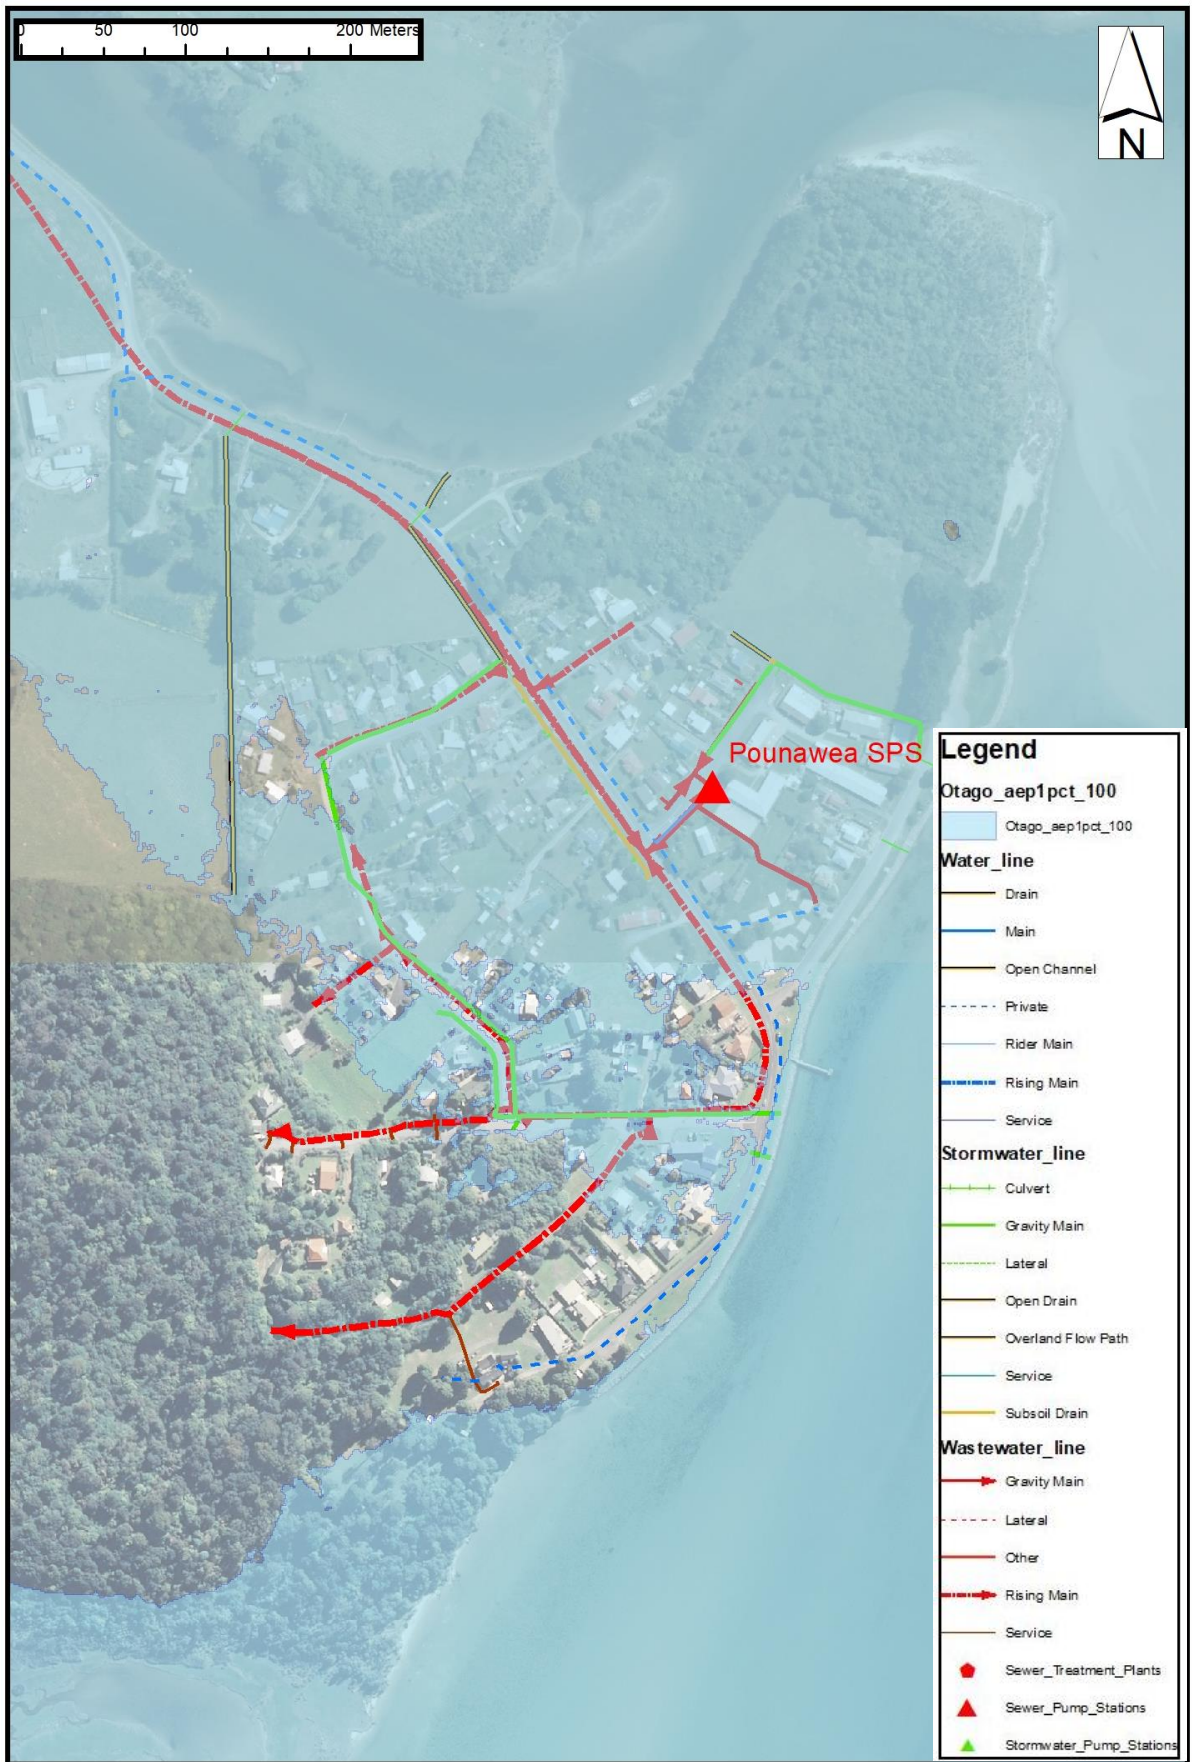 0 50 100 200 Meters
N
Pounawea SPS
Legend
Otago_aep1pct_100
Otago_aep1pct_100
Water_line
Drain
Main
Open Channel
Private
Rider Main
Rising Main
Service
Stormwater_line
Culvert
Gravity Main
Lateral
Open Drain
Overland Flow Path
Service
Subsoil Drain
Wastewater_line
Gravity Main
Lateral
Other
Rising Main
Service
Sewer_Treatment_Plants
Sewer_Pump_Stations
Stormwater_Pump_Stations